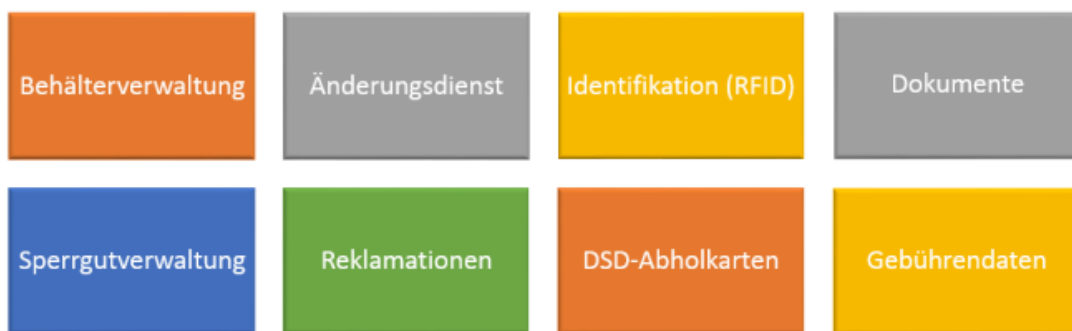 Behälterverwaltung
Änderungsdienst
Identifikation (RFID)
Dokumente
Sperrgutverwaltung
Reklamationen
DSD-Abholkarten
Gebührendaten